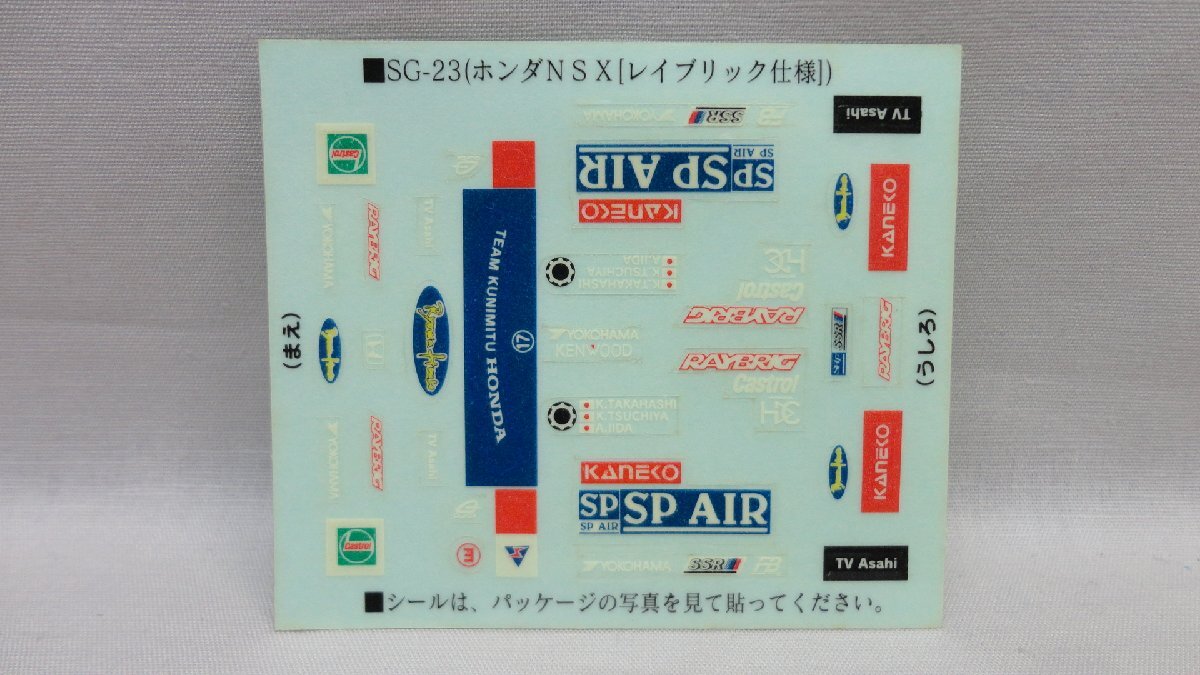 ■SG-23(ホンダＮＳＸ[レイブリック仕様])
YOKOHAMA
SSR
FB
TV Asahi
Castrol
SP
SP AIR
SP AIR
KANEKO
KANEKO
TV Asahi
YOKOHAMA
RAYBRIG
A.IIDA
K.TSUCHIYA
K.TAKAHASHI
Castrol
RAYBRIG
(まえ)
TEAM KUNIMITU HONDA
YOKOHAMA
KENWOOD
SSR
RAYBRIG
(うしろ)
RAYBRIG
Castrol
K.TAKAHASHI
K.TSUCHIYA
A.IIDA
YOKOHAMA
RAYBRIG
TV Asahi
KANEKO
KANEKO
SP
SP AIR
SP AIR
Castrol
YOKOHAMA
SSR
FB
TV Asahi
■シールは、パッケージの写真を見て貼ってください。